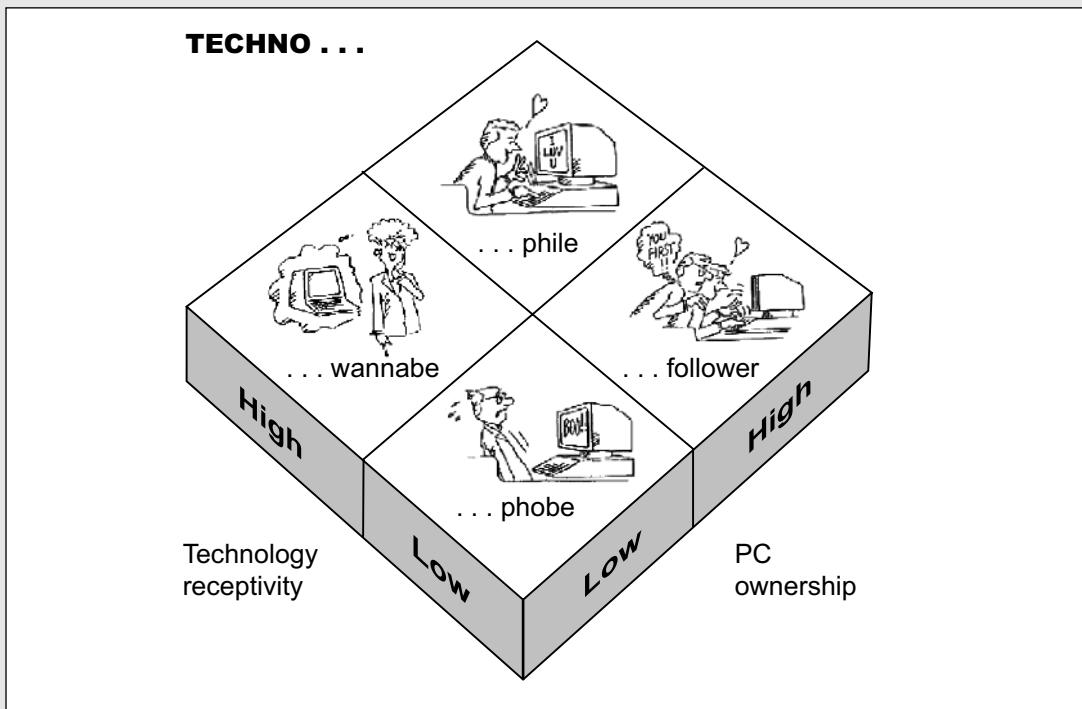 TECHNO . . .
I
LUV
U
. . . phile
YOU
FIRST
!!
. . . wannabe
. . . follower
BOO!!
. . . phobe
High
Low
Low
High
Technology
receptivity
PC
ownership